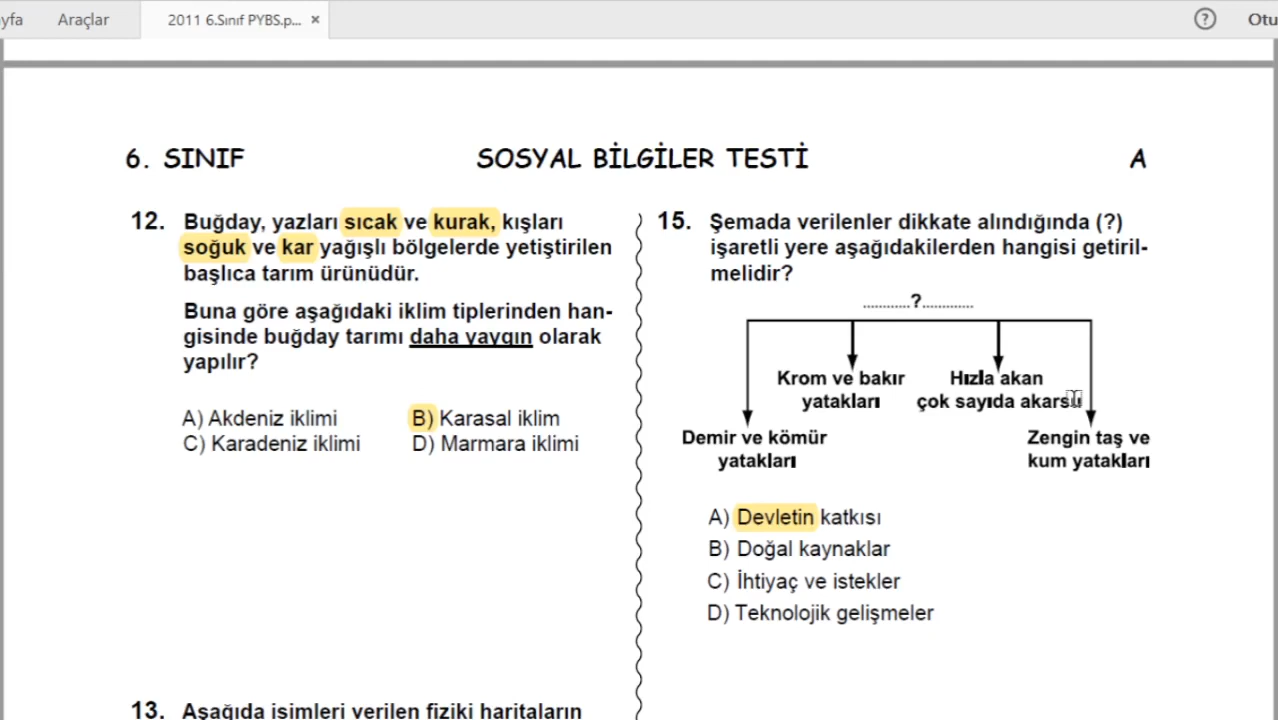 yfa Araçlar 2011 6.Sınıf PYBS.p... × ? Otu
6. SINIF SOSYAL BİLGİLER TESTİ A
12. Buğday, yazları sıcak ve kurak, kışları
soğuk ve kar yağışlı bölgelerde yetiştirilen
başlıca tarım ürünüdür.
Buna göre aşağıdaki iklim tiplerinden han-
gisinde buğday tarımı daha yaygın olarak
yapılır?
A) Akdeniz iklimi B) Karasal iklim
C) Karadeniz iklimi D) Marmara iklimi
13. Aşağıda isimleri verilen fiziki haritaların
15. Şemada verilenler dikkate alındığında (?)
işaretli yere aşağıdakilerden hangisi getiril-
melidir?
...........?............
Krom ve bakır Hızla akan
yatakları çok sayıda akarsu
Demir ve kömür Zengin taş ve
yatakları kum yatakları
A) Devletin katkısı
B) Doğal kaynaklar
C) İhtiyaç ve istekler
D) Teknolojik gelişmeler